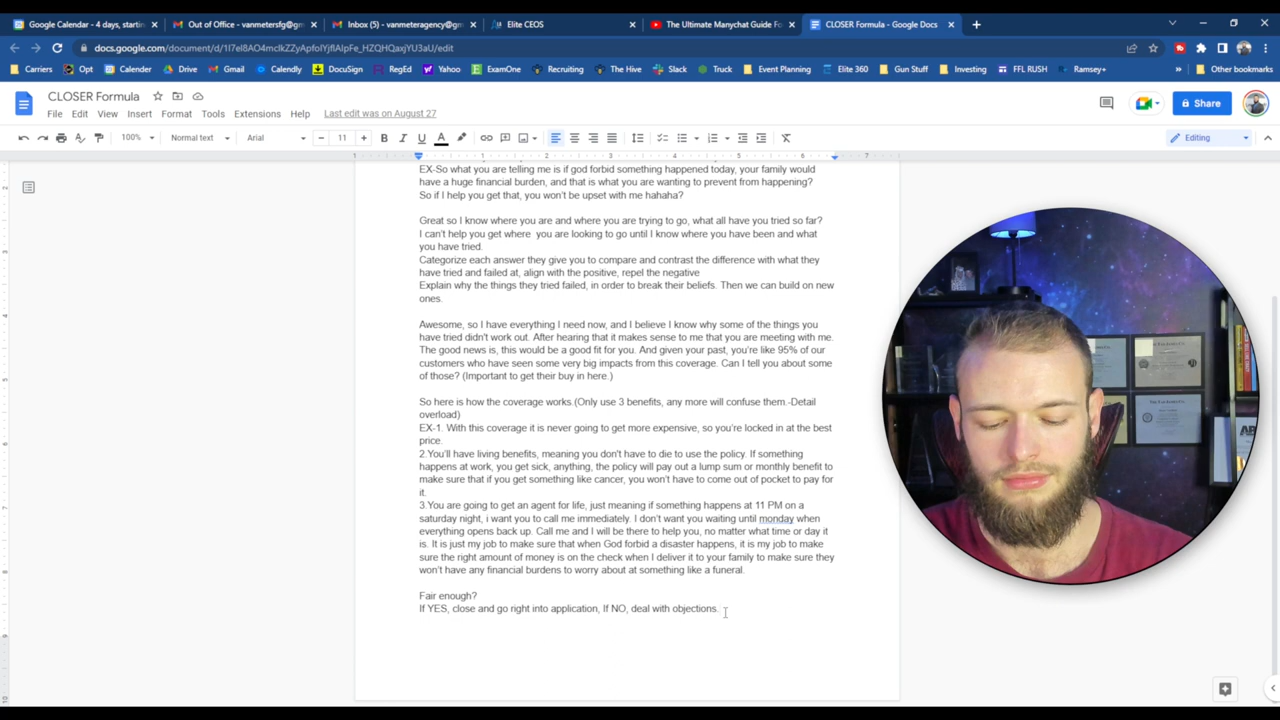 Google Calendar - 4 days, startin
Out of Office - vanmetersfg@gm
Inbox (5) - vanmeteragency@gm
Elite CEOS
The Ultimate Manychat Guide Fo
CLOSER Formula - Google Docs
Carriers
Opt
Calender
Drive
Gmail
Calendly
DocuSign
RegEd
Yahoo
ExamOne
Recruiting
The Hive
Slack
Truck
Event Planning
Elite 360
Gun Stuff
Investing
FFL RUSH
Ramsey+
Other bookmarks
CLOSER Formula
File Edit View Insert Format Tools Extensions Help Last edit was on August 27
Share
100% Normal text Arial 11
Editing
EX-So what you are telling me is if god forbid something happened today, your family would
have a huge financial burden, and that is what you are wanting to prevent from happening?
So if I help you get that, you won't be upset with me hahaha?
Great so I know where you are and where you are trying to go, what all have you tried so far?
I can't help you get where you are looking to go until I know where you have been and what
you have tried.
Categorize each answer they give you to compare and contrast the difference with what they
have tried and failed at, align with the positive, repel the negative
Explain why the things they tried failed, in order to break their beliefs. Then we can build on new
ones.
Awesome, so I have everything I need now, and I believe I know why some of the things you
have tried didn't work out. After hearing that it makes sense to me that you are meeting with me.
The good news is, this would be a good fit for you. And given your past, you're like 95% of our
customers who have seen some very big impacts from this coverage. Can I tell you about some
of those? (Important to get their buy in here.)
So here is how the coverage works.(Only use 3 benefits, any more will confuse them.-Detail
overload)
EX-1. With this coverage it is never going to get more expensive, so you're locked in at the best
price.
2.You'll have living benefits, meaning you don't have to die to use the policy. If something
happens at work, you get sick, anything, the policy will pay out a lump sum or monthly benefit to
make sure that if you get something like cancer, you won't have to come out of pocket to pay for
it.
3.You are going to get an agent for life, just meaning if something happens at 11 PM on a
saturday night, i want you to call me immediately. I don't want you waiting until monday when
everything opens back up. Call me and I will be there to help you, no matter what time or day it
is. It is just my job to make sure that when God forbid a disaster happens, it is my job to make
sure the right amount of money is on the check when I deliver it to your family to make sure they
won't have any financial burdens to worry about at something like a funeral.
Fair enough?
If YES, close and go right into application, If NO, deal with objections.